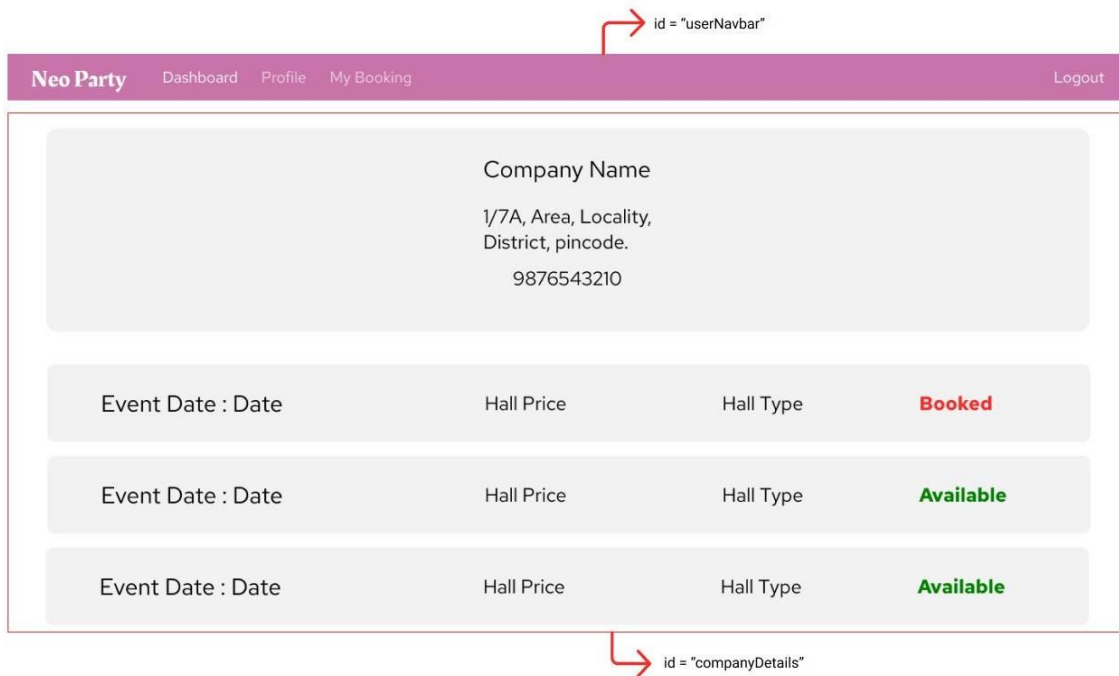 id = “userNavbar”
Neo Party Dashboard Profile My Booking Logout
Company Name
1/7A, Area, Locality,
District, pincode.
9876543210
Event Date : Date Hall Price Hall Type Booked
Event Date : Date Hall Price Hall Type Available
Event Date : Date Hall Price Hall Type Available
id = “companyDetails”